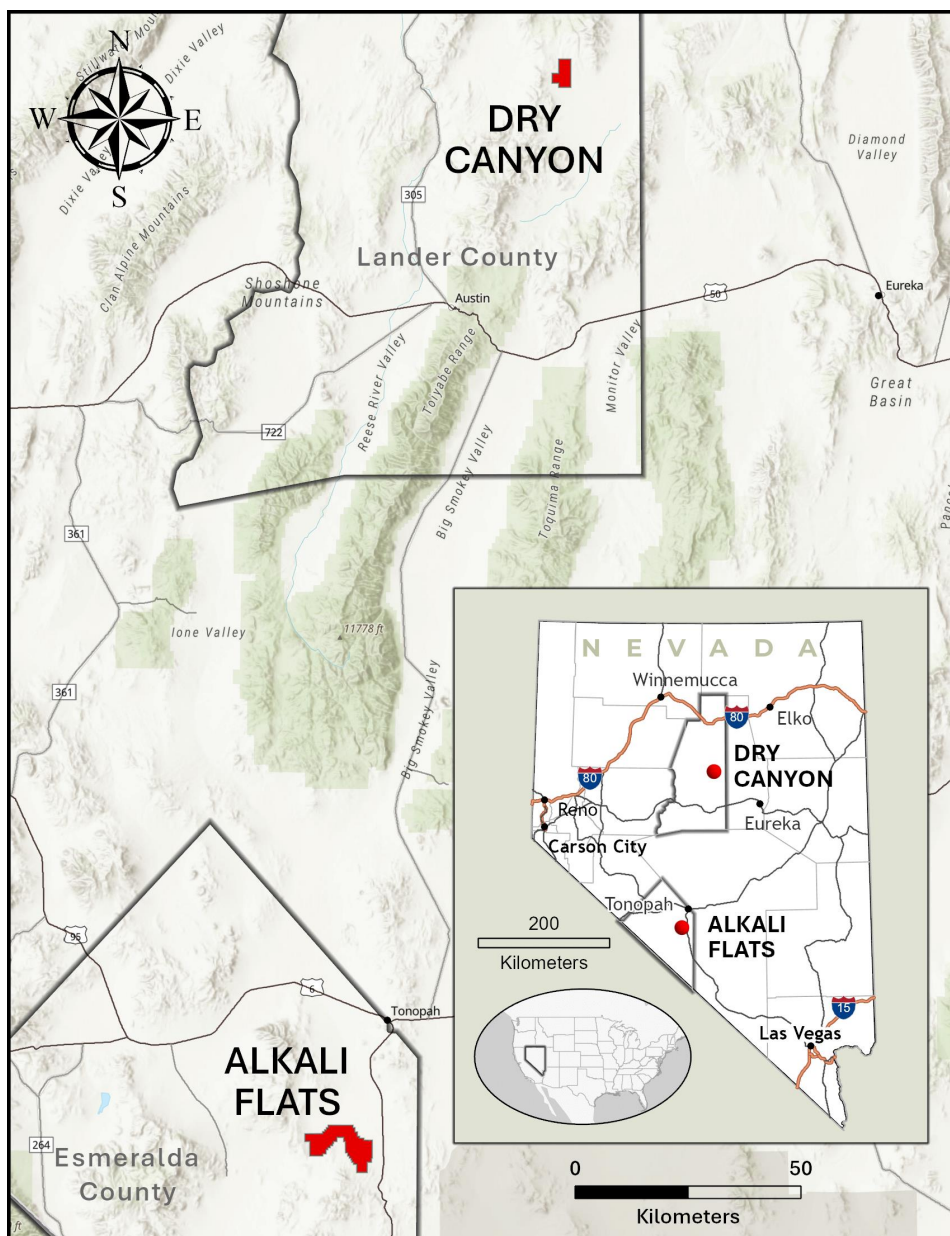 Stillwater Mou
Dixie Valley
N
W
E
S
Dixie Valley
Clan Alpine Mountains
DRY
CANYON
305
Lander County
Diamond
Valley
Shoshone
Mountains
Austin
50
Eureka
Reese River Valley
Toiyabe Range
Monitor Valley
Great
Basin
722
Big Smokey Valley
Toquima Range
361
Ione Valley
11778 ft
361
Big Smokey Valley
95
6
Tonopah
ALKALI
FLATS
264
Esmeralda
County
ft
NEVADA
Winnemucca
80
Elko
DRY
CANYON
80
Reno
Eureka
Carson City
Tonopah
ALKALI
FLATS
200
Kilometers
15
Las Vegas
0
50
Kilometers